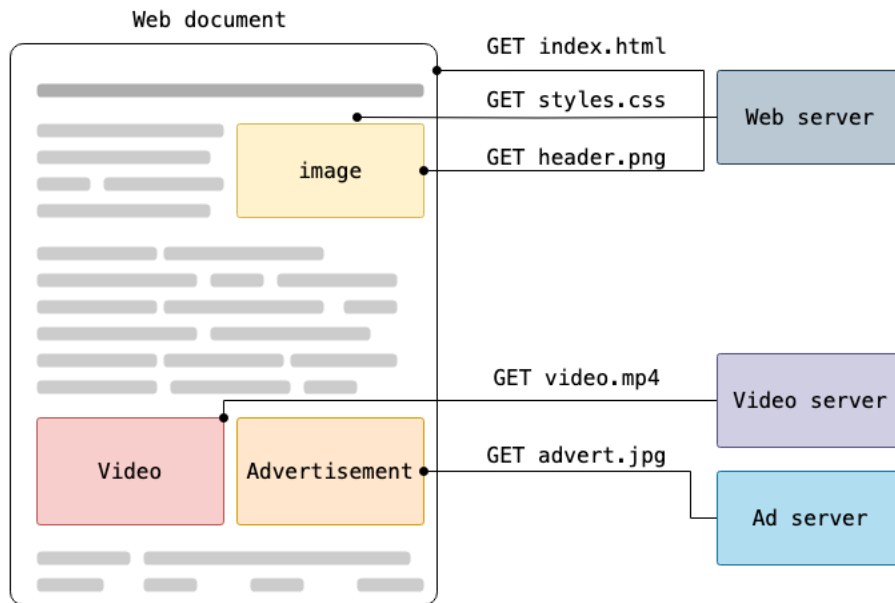 Web document
GET index.html
GET styles.css
Web server
GET header.png
image
GET video.mp4
Video server
GET advert.jpg
Video
Advertisement
Ad server